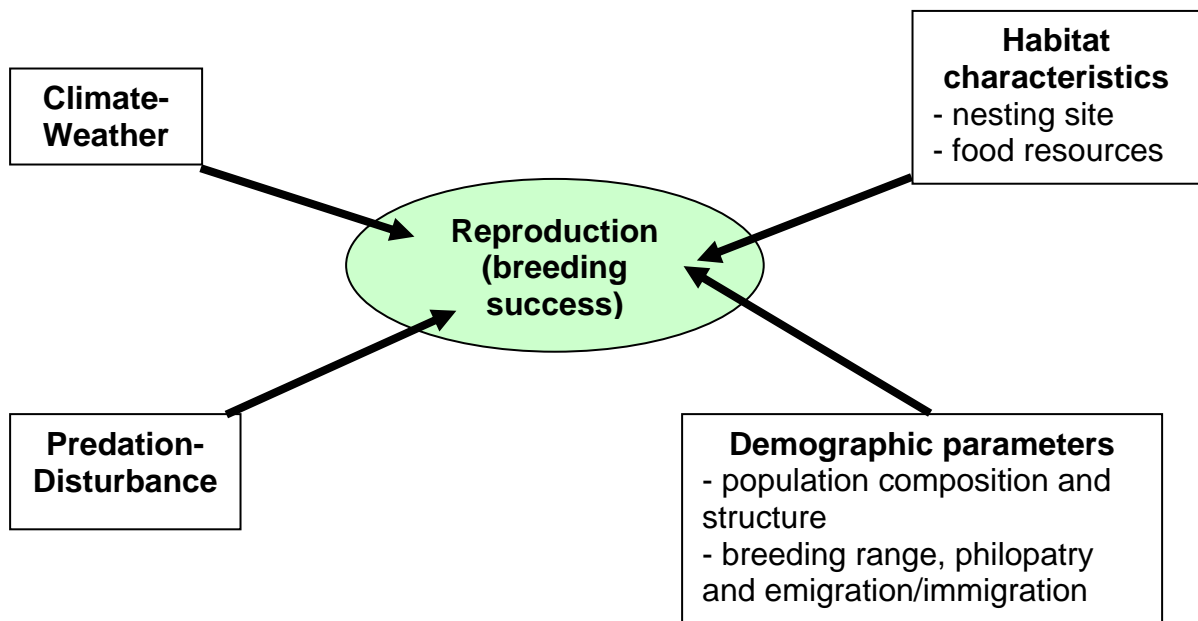 Climate-
Weather
Habitat
characteristics
- nesting site
- food resources
Reproduction
(breeding
success)
Predation-
Disturbance
Demographic parameters
- population composition and
structure
- breeding range, philopatry
and emigration/immigration